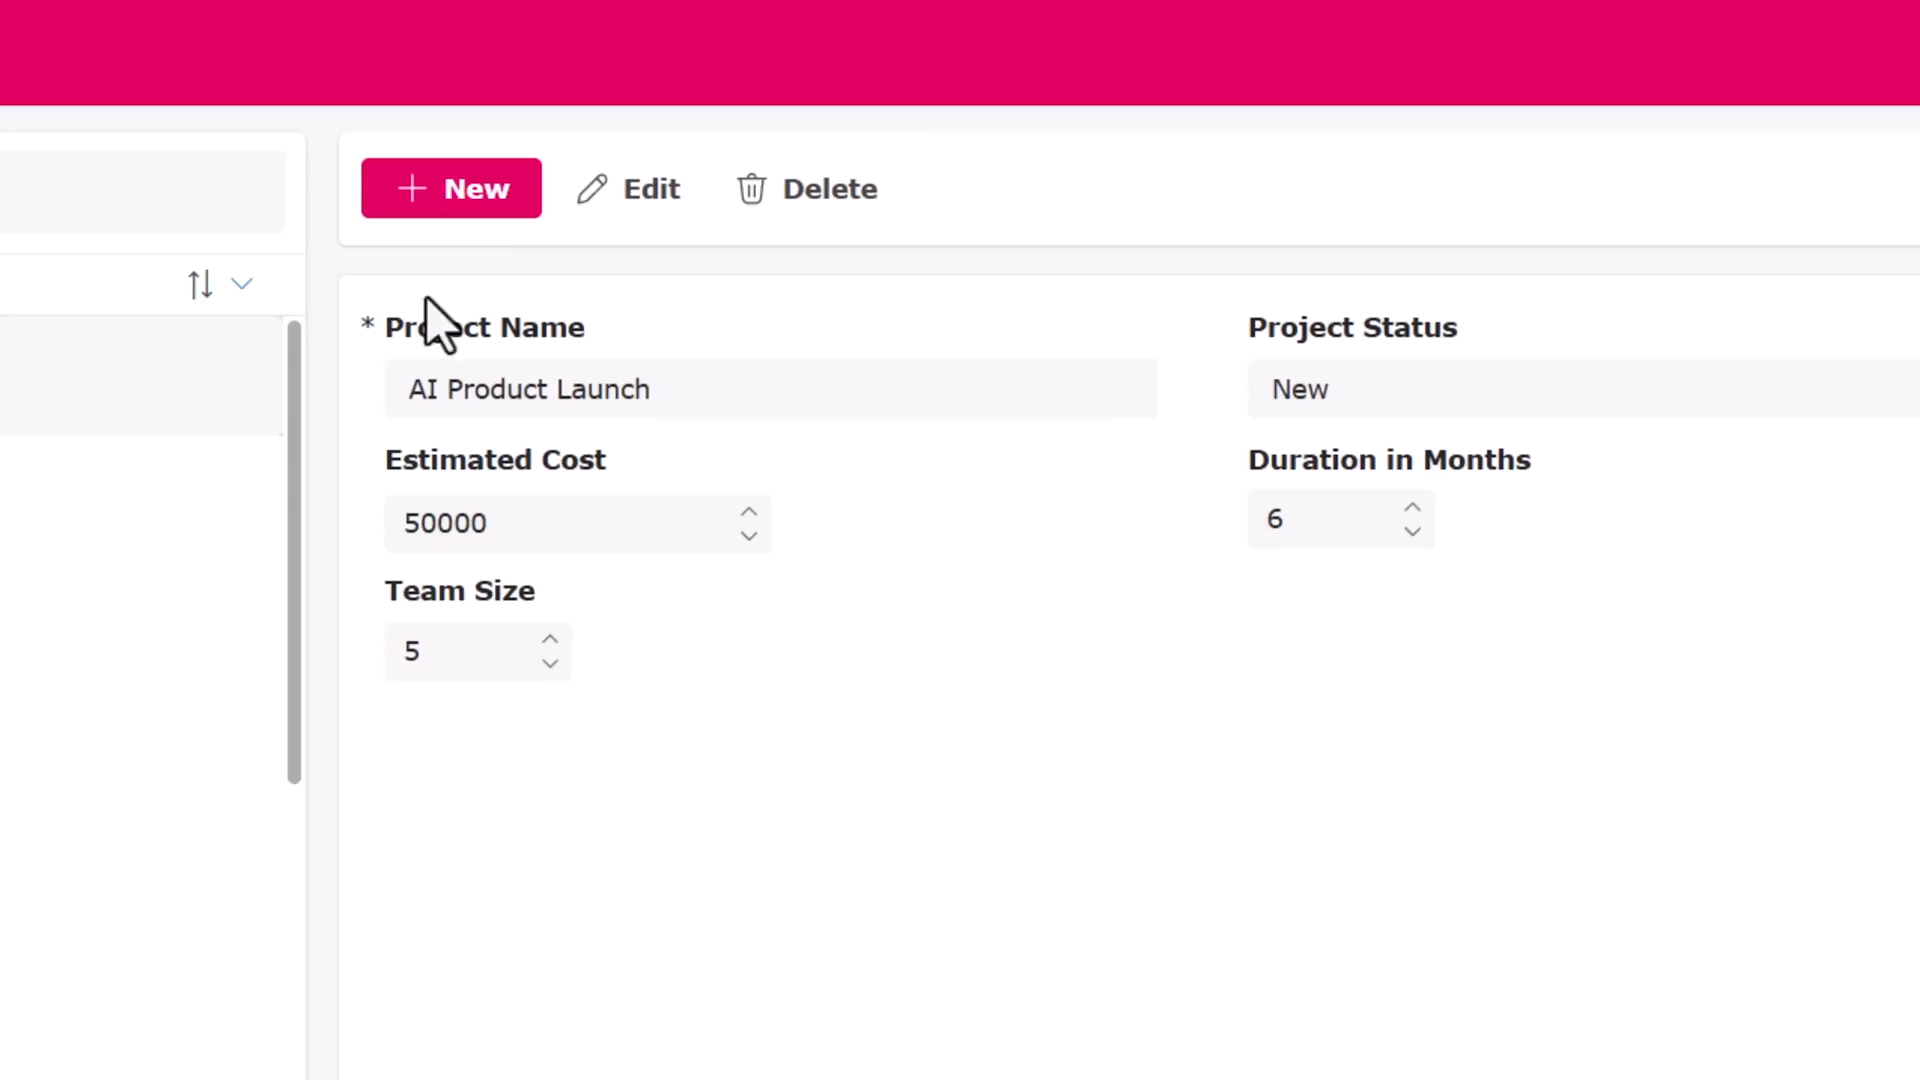 New Edit Delete
* Project Name
AI Product Launch
Project Status
New
Estimated Cost
50000
Duration in Months
6
Team Size
5